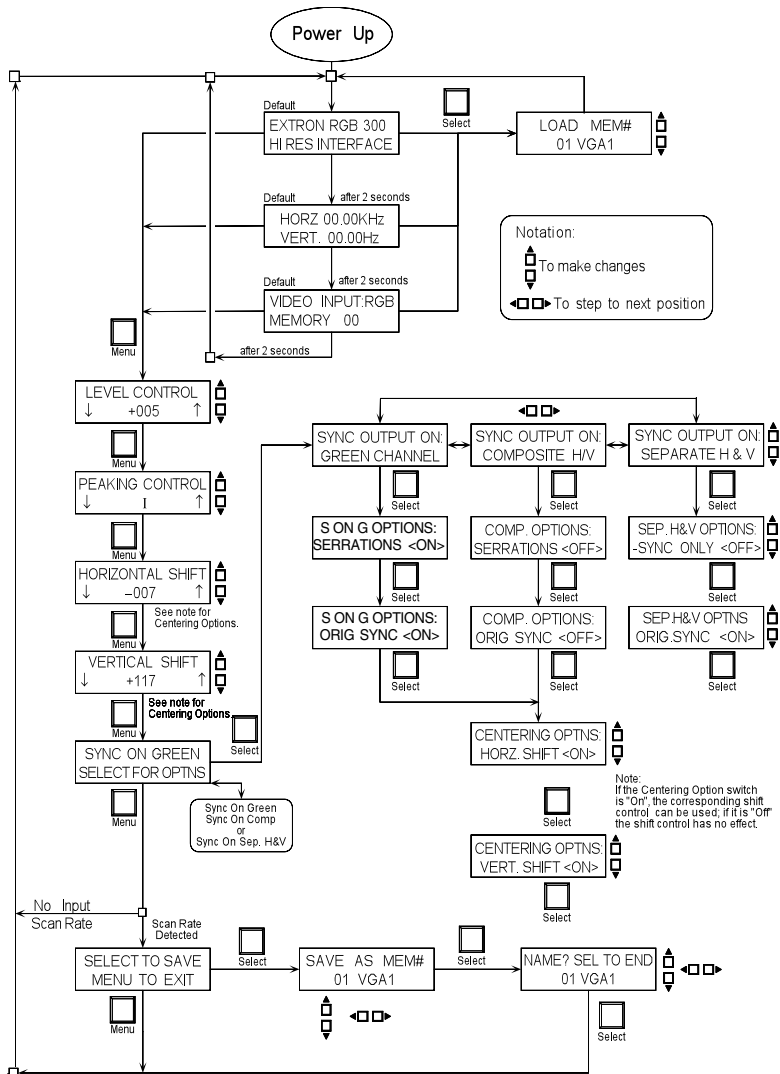 Power Up
Default
EXTRON RGB 300
HI RES INTERFACE
Select
LOAD MEM#
01 VGA1
Default
after 2 seconds
HORZ 00.00KHz
VERT. 00.00Hz
Notation:
To make changes
To step to next position
Default
after 2 seconds
VIDEO INPUT:RGB
MEMORY 00
after 2 seconds
Menu
LEVEL CONTROL
↓ +005 ↑
Menu
PEAKING CONTROL
↓ I ↑
Menu
HORIZONTAL SHIFT
↓ –007 ↑
See note for
Centering Options.
Menu
VERTICAL SHIFT
↓ +117 ↑
See note for
Centering Options.
Menu
Select
SYNC ON GREEN
SELECT FOR OPTNS
Menu
Sync On Green
Sync On Comp
or
Sync On Sep. H&V
SYNC OUTPUT ON:
GREEN CHANNEL
SYNC OUTPUT ON:
COMPOSITE H/V
SYNC OUTPUT ON:
SEPARATE H & V
Select
Select
Select
S ON G OPTIONS:
SERRATIONS <ON>
COMP. OPTIONS:
SERRATIONS <OFF>
SEP. H&V OPTIONS:
-SYNC ONLY <OFF>
Select
Select
Select
S ON G OPTIONS:
ORIG SYNC <ON>
COMP. OPTIONS:
ORIG SYNC <OFF>
SEP.H&V OPTNS
ORIG.SYNC <ON>
Select
Select
Select
CENTERING OPTNS:
HORZ. SHIFT <ON>
Note:
If the Centering Option switch
is "On", the corresponding shift
control can be used; if it is "Off"
the shift control has no effect.
Select
CENTERING OPTNS:
VERT. SHIFT <ON>
Select
No Input
Scan Rate
Scan Rate
Detected
SELECT TO SAVE
MENU TO EXIT
Select
SAVE AS MEM#
01 VGA1
Select
NAME? SEL TO END
01 VGA1
Menu
Select